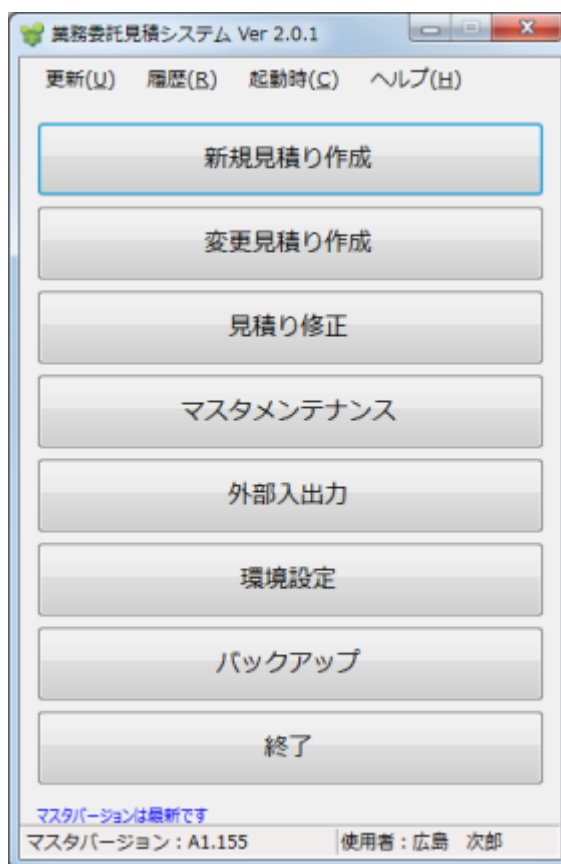 業務委託見積システム Ver 2.0.1
更新(U) 履歴(R) 起動時(C) ヘルプ(H)
新規見積り作成
変更見積り作成
見積り修正
マスタメンテナンス
外部入出力
環境設定
バックアップ
終了
マスタバージョンは最新です
マスタバージョン：A1.155 使用者：広島 次郎